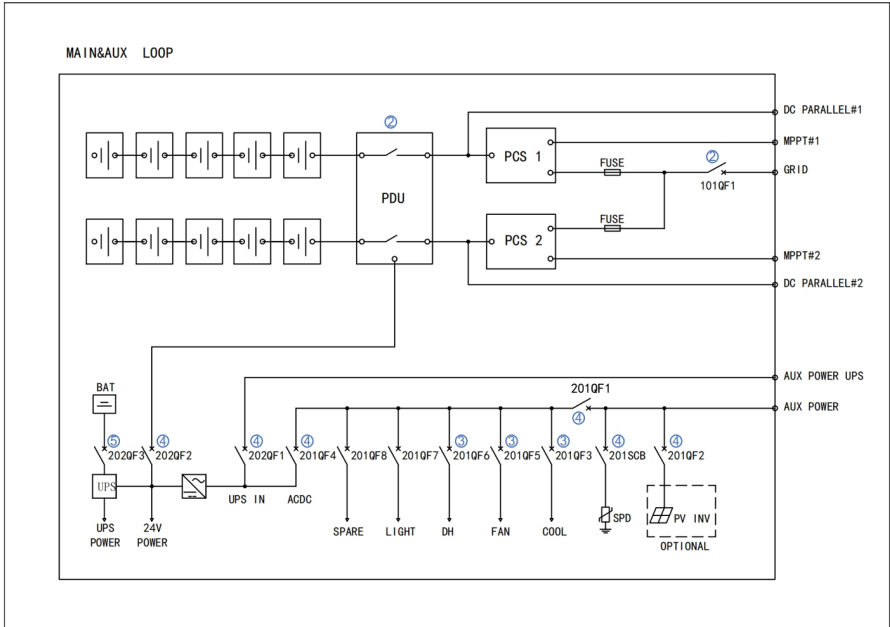 MAIN&AUX LOOP
②
DC PARALLEL#1
MPPT#1
PCS 1
FUSE
②
GRID
101QF1
PDU
FUSE
PCS 2
MPPT#2
DC PARALLEL#2
AUX POWER UPS
BAT
201QF1
AUX POWER
④
⑤ ④ ④ ④ ③ ③ ③ ④ ④
202QF3 202QF2 202QF1 201QF4 201QF8 201QF7 201QF6 201QF5 201QF3 201SCB 201QF2
UPS
UPS IN ACDC
SPD
PV INV
UPS POWER
24V POWER
SPARE LIGHT DH FAN COOL
OPTIONAL